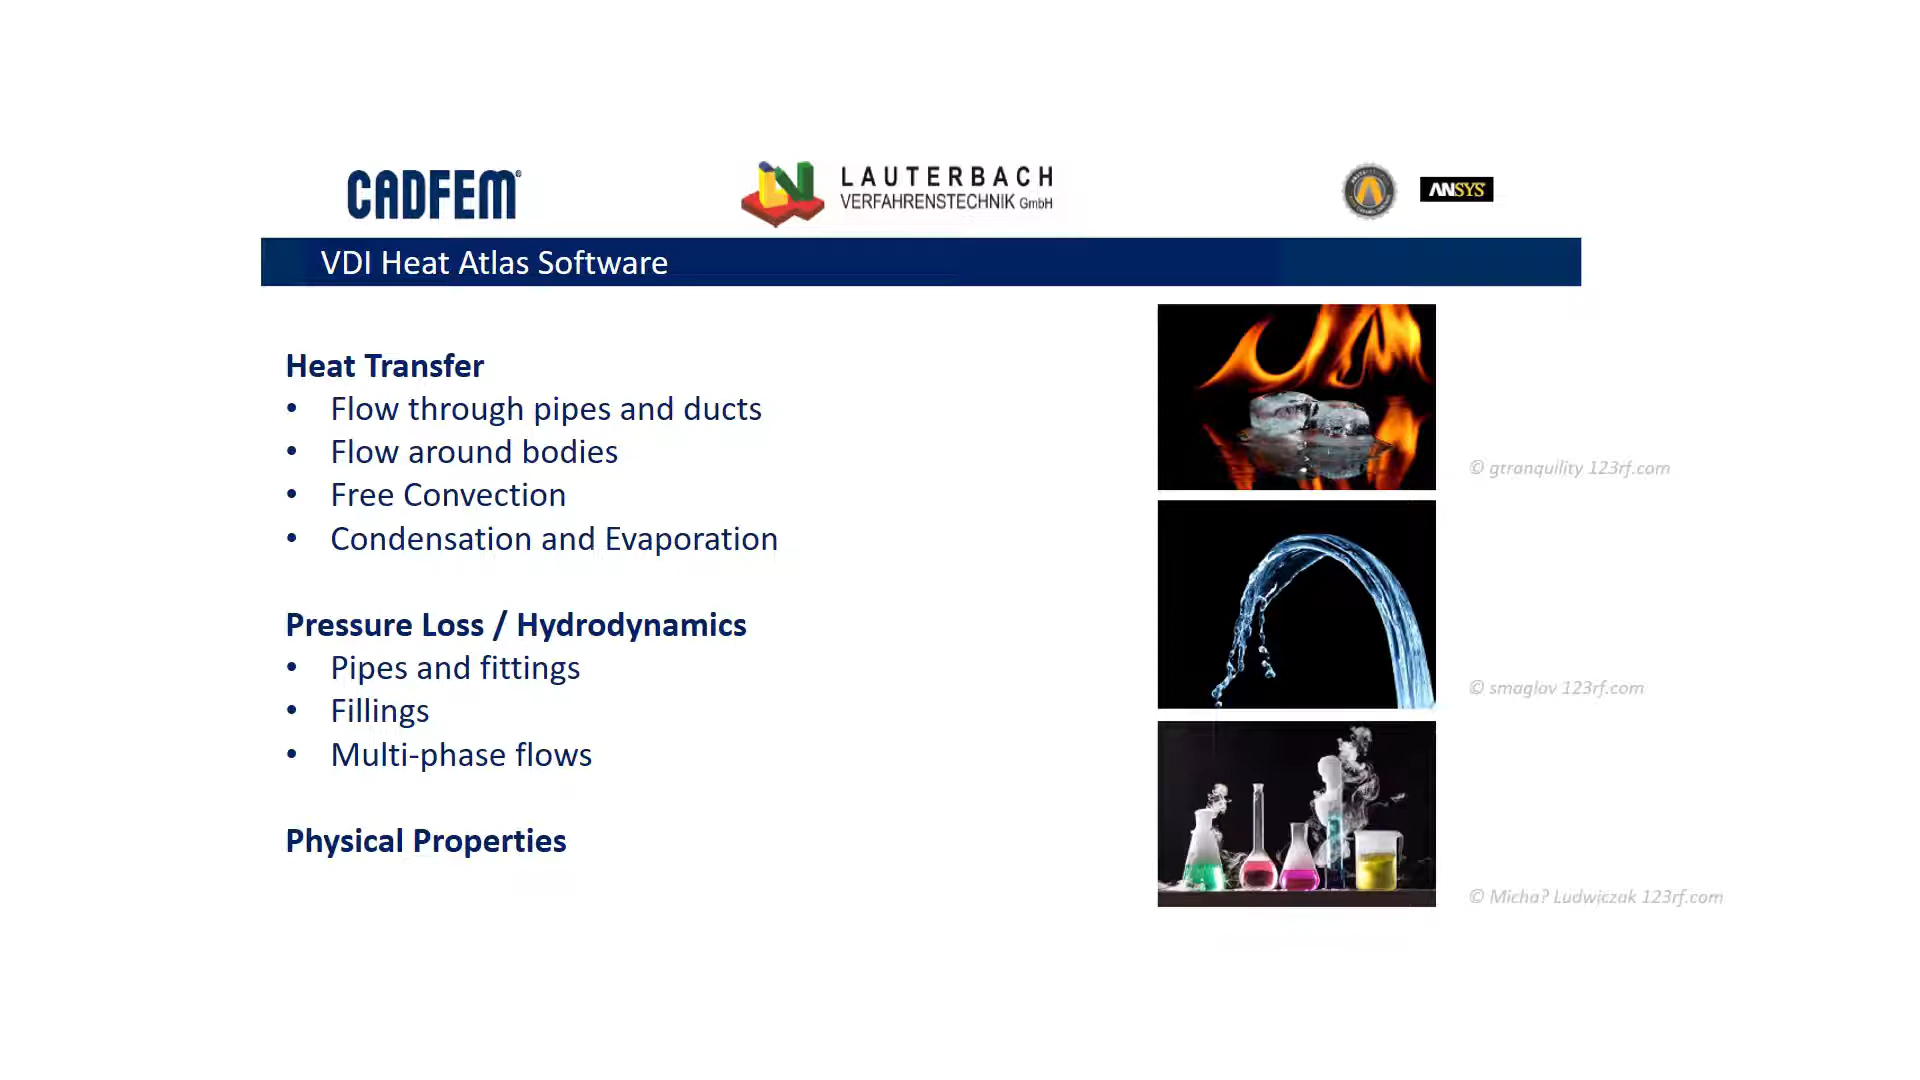 CADFEM®
LAUTERBACH
VERFAHRENSTECHNIK GmbH
ANSYS
VDI Heat Atlas Software
Heat Transfer
• Flow through pipes and ducts
• Flow around bodies
• Free Convection
• Condensation and Evaporation
Pressure Loss / Hydrodynamics
• Pipes and fittings
• Fillings
• Multi-phase flows
Physical Properties
© gtranquility 123rf.com
© smaglov 123rf.com
© Micha? Ludwiczak 123rf.com